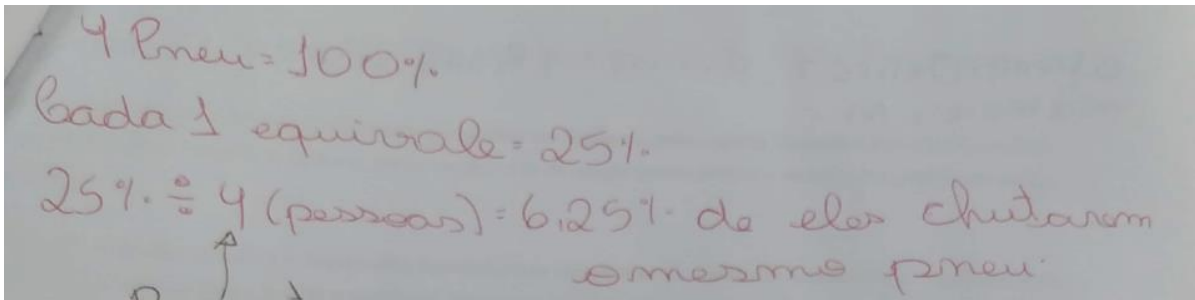 4 Pneu = 100%.
Cada 1 equivale = 25%.
25% ÷ 4 (pessoas) = 6,25% de eles chutarem
o mesmo pneu.